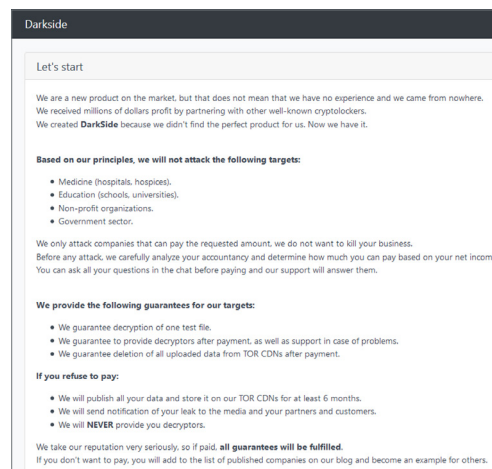 Darkside
Let's start
We are a new product on the market, but that does not mean that we have no experience and we came from nowhere.
We received millions of dollars profit by partnering with other well-known cryptolockers.
We created DarkSide because we didn't find the perfect product for us. Now we have it.
Based on our principles, we will not attack the following targets:
Medicine (hospitals, hospices).
Education (schools, universities).
Non-profit organizations.
Government sector.
We only attack companies that can pay the requested amount, we do not want to kill your business.
Before any attack, we carefully analyze your accountancy and determine how much you can pay based on your net incom
You can ask all your questions in the chat before paying and our support will answer them.
We provide the following guarantees for our targets:
We guarantee decryption of one test file.
We guarantee to provide decryptors after payment, as well as support in case of problems.
We guarantee deletion of all uploaded data from TOR CDNs after payment.
If you refuse to pay:
We will publish all your data and store it on our TOR CDNs for at least 6 months.
We will send notification of your leak to the media and your partners and customers.
We will NEVER provide you decryptors.
We take our reputation very seriously, so if paid, all guarantees will be fulfilled.
If you don't want to pay, you will add to the list of published companies on our blog and become an example for others.